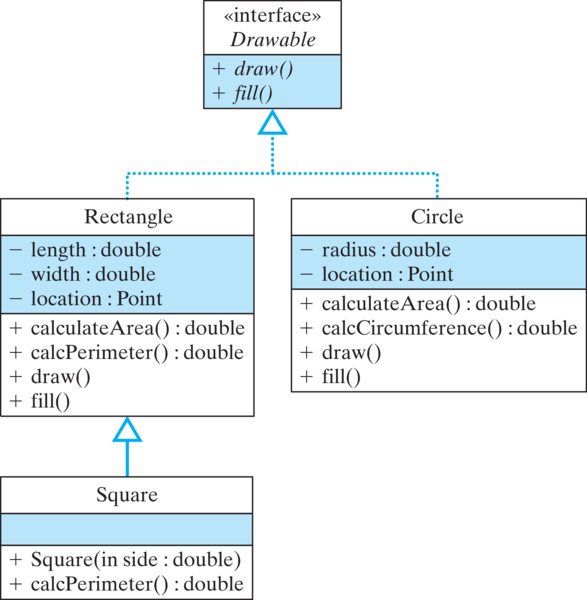 «interface»
Drawable
+ draw()
+ fill()
Rectangle
− length : double
− width : double
− location : Point
+ calculateArea() : double
+ calcPerimeter() : double
+ draw()
+ fill()
Circle
− radius : double
− location : Point
+ calculateArea() : double
+ calcCircumference() : double
+ draw()
+ fill()
Square
+ Square(in side : double)
+ calcPerimeter() : double